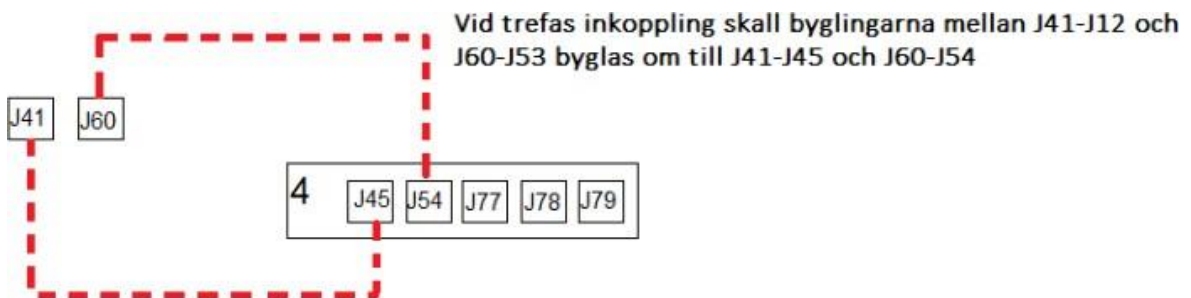 Vid trefas inkoppling skall byglingarna mellan J41-J12 och
J60-J53 byglas om till J41-J45 och J60-J54
J41 J60
4 J45 J54 J77 J78 J79